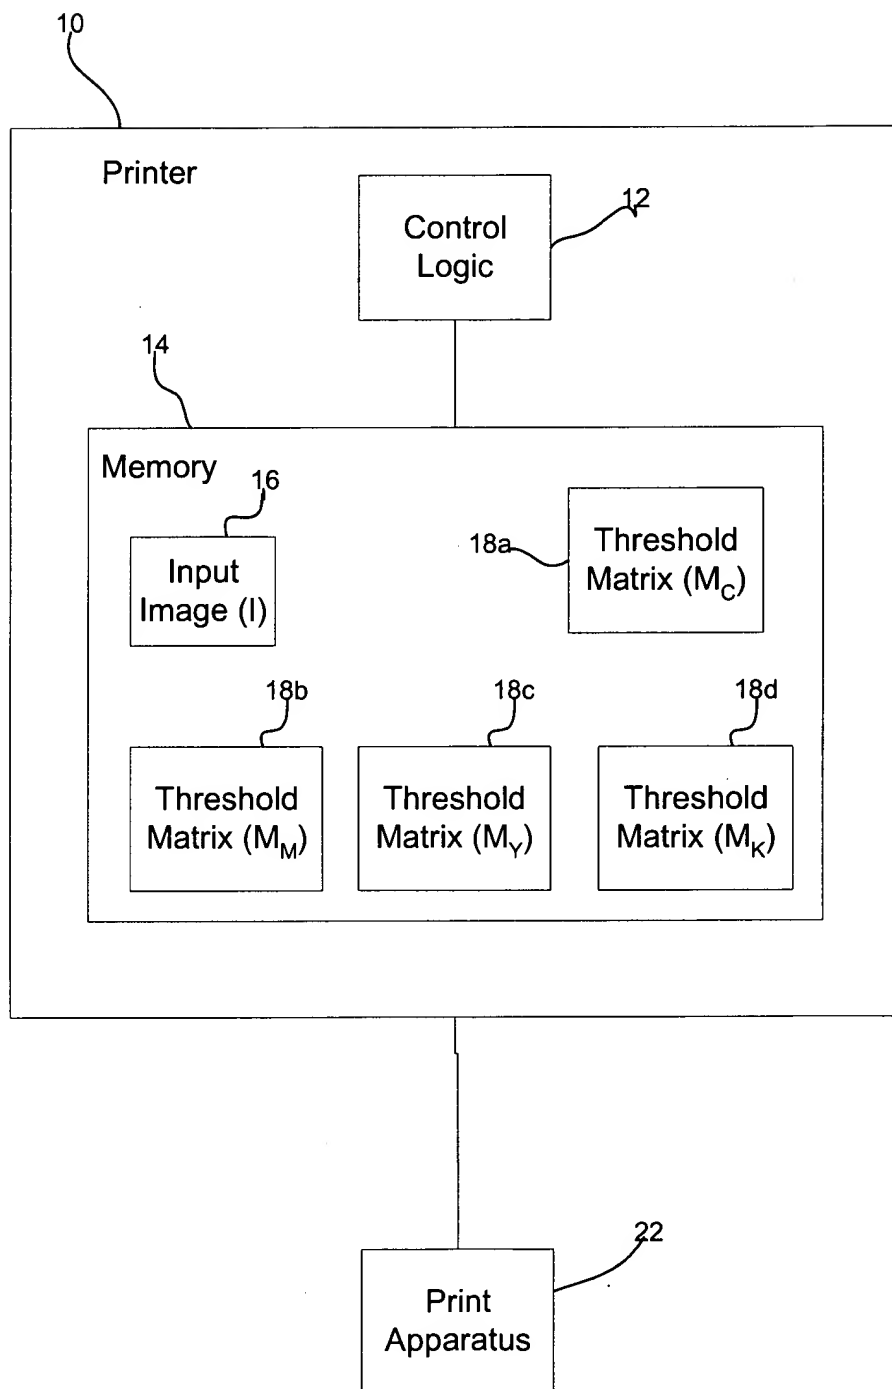 10
Printer
12
Control
Logic
14
Memory
16
18a
Input
Image (I)
Threshold
Matrix (M_C)
18b
18c
18d
Threshold
Matrix (M_M)
Threshold
Matrix (M_Y)
Threshold
Matrix (M_K)
22
Print
Apparatus